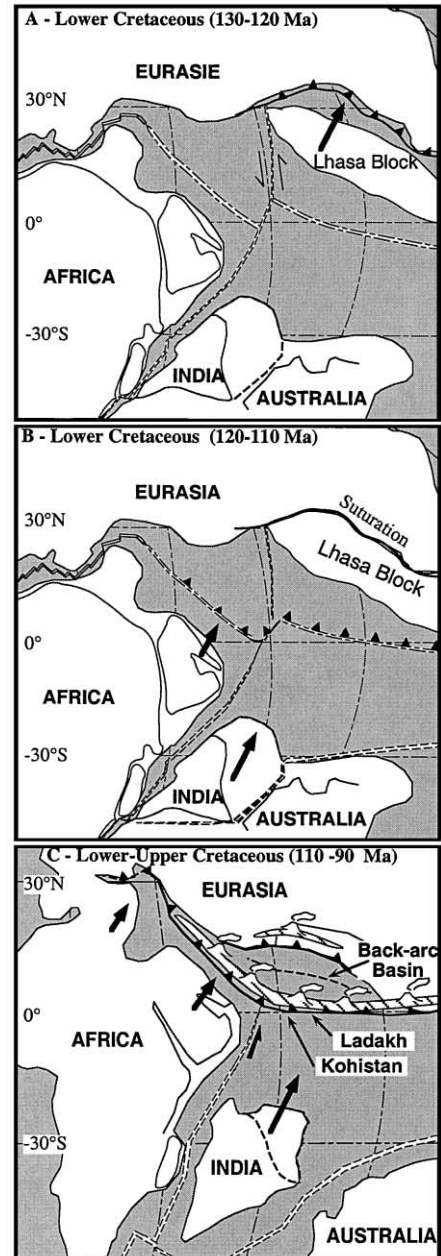 A - Lower Cretaceous (130-120 Ma)
EURASIE
30°N
Lhasa Block
0°
AFRICA
-30°S
INDIA
AUSTRALIA
B - Lower Cretaceous (120-110 Ma)
EURASIA
30°N
Suturation
Lhasa Block
0°
AFRICA
-30°S
INDIA
AUSTRALIA
C - Lower-Upper Cretaceous (110 -90 Ma)
30°N
EURASIA
Back-arc
Basin
0°
AFRICA
Ladakh
Kohistan
-30°S
INDIA
AUSTRALIA